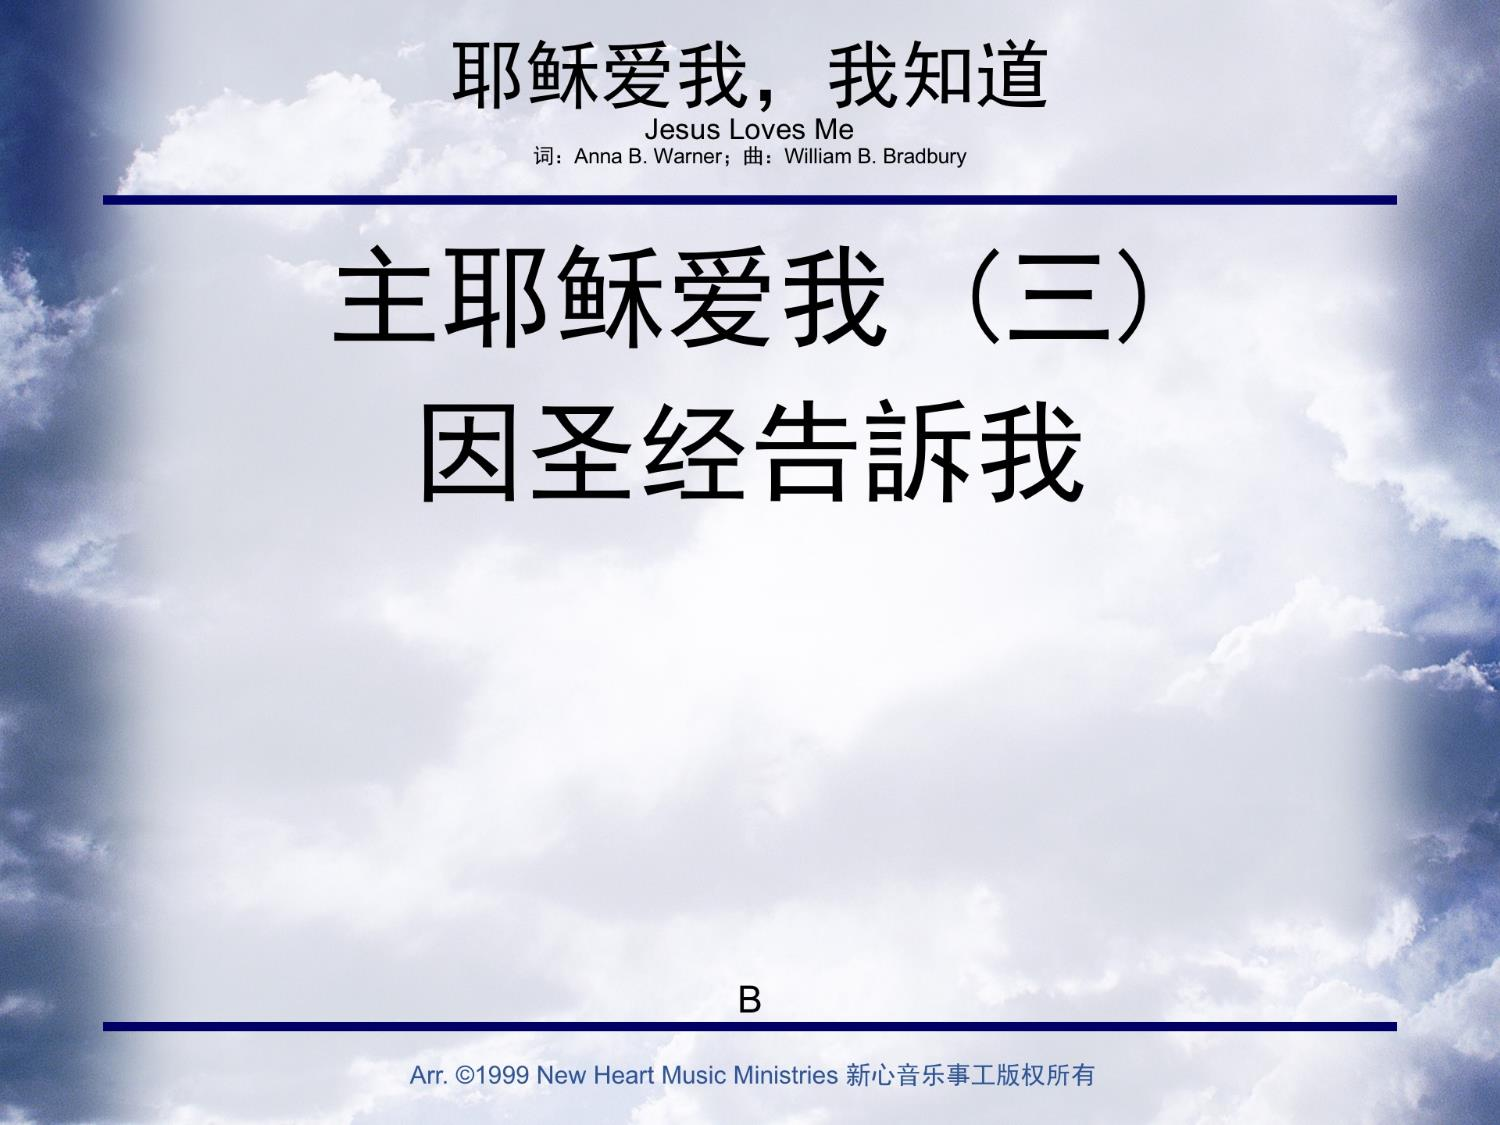 耶稣爱我，我知道
Jesus Loves Me
词：Anna B. Warner；曲：William B. Bradbury
主耶稣爱我（三）
因圣经告訴我
B
Arr. ©1999 New Heart Music Ministries 新心音乐事工版权所有